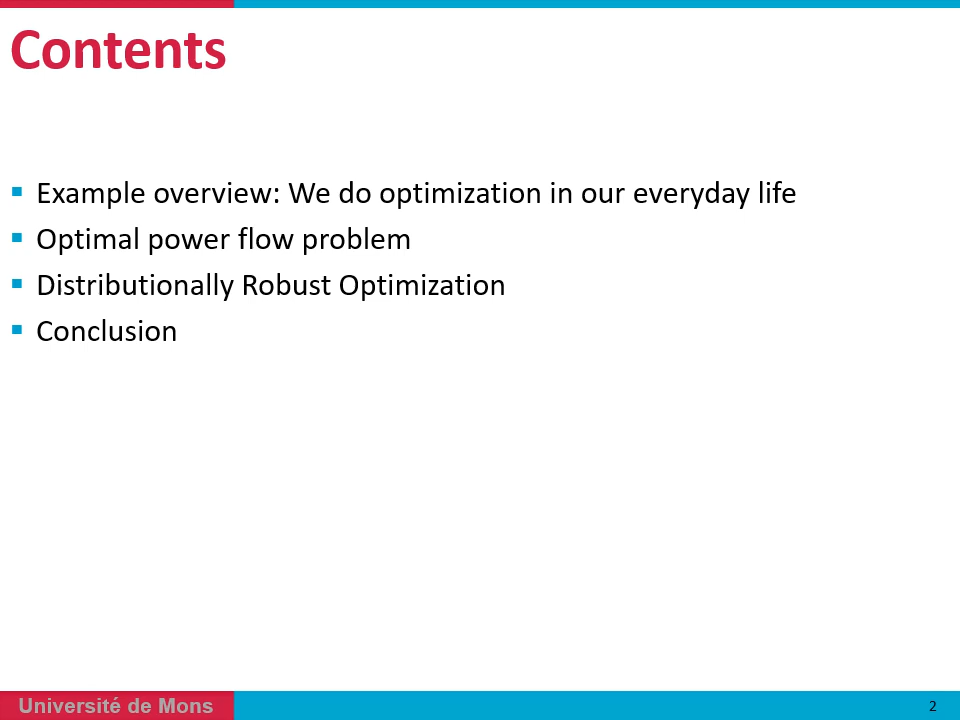 Contents
Example overview: We do optimization in our everyday life
Optimal power flow problem
Distributionally Robust Optimization
Conclusion
Université de Mons
2